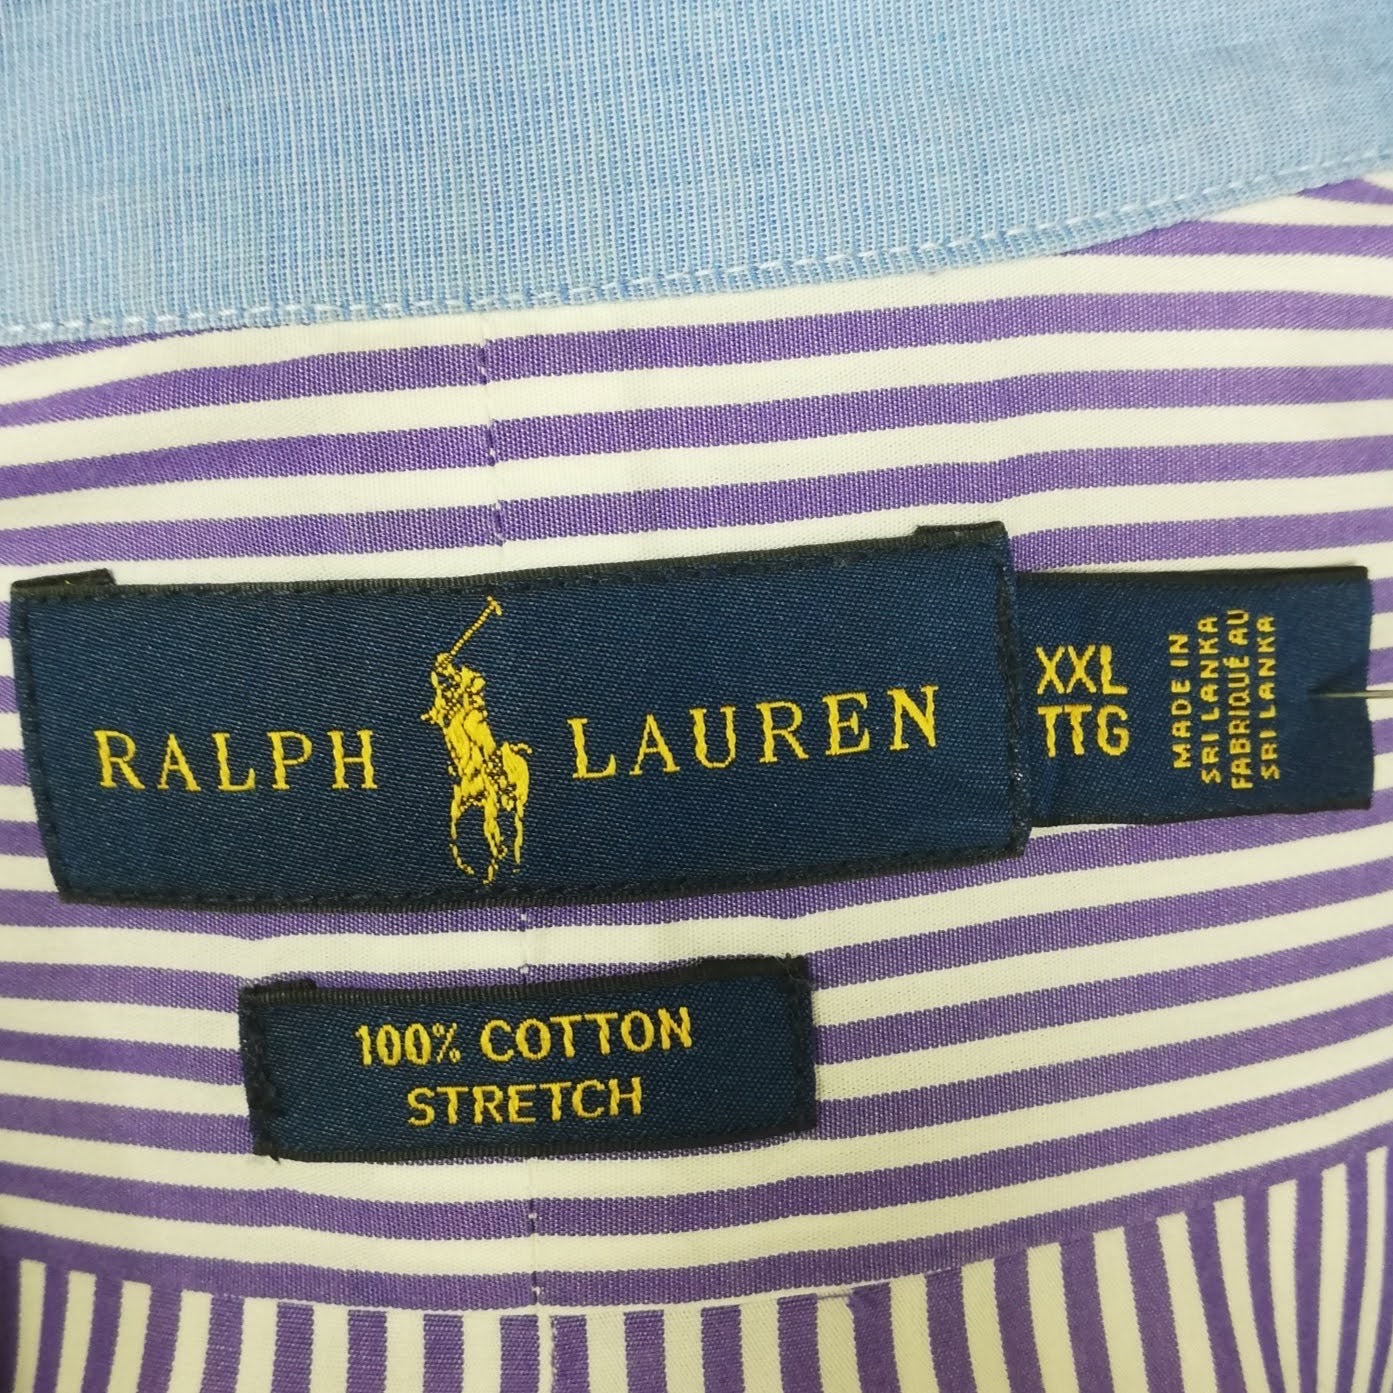 RALPH LAUREN
XXL
TTG
MADE IN
SRI LANKA
FABRIQUÉ AU
SRI LANKA
100% COTTON
STRETCH